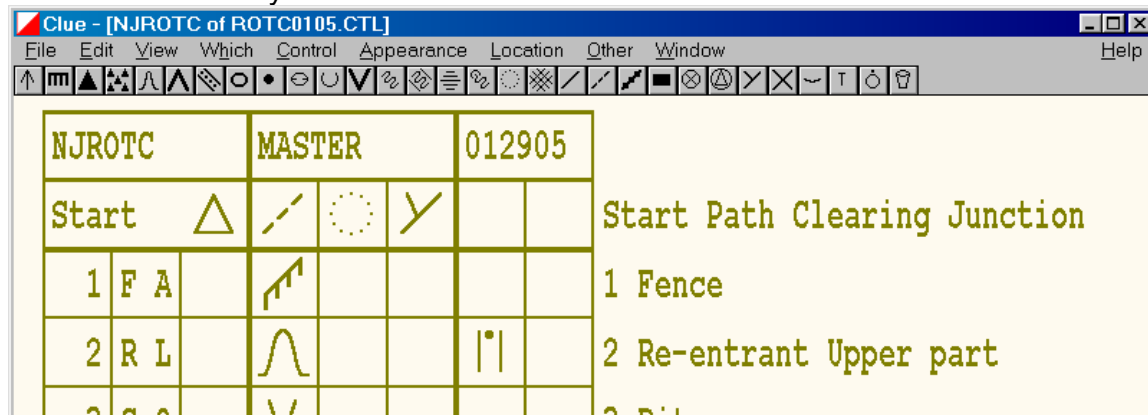 Clue - [NJROTC of ROTC0105.CTL]
File Edit View Which Control Appearance Location Other Window Help
NJROTC MASTER 012905
Start Start Path Clearing Junction
1 F A 1 Fence
2 R L 2 Re-entrant Upper part